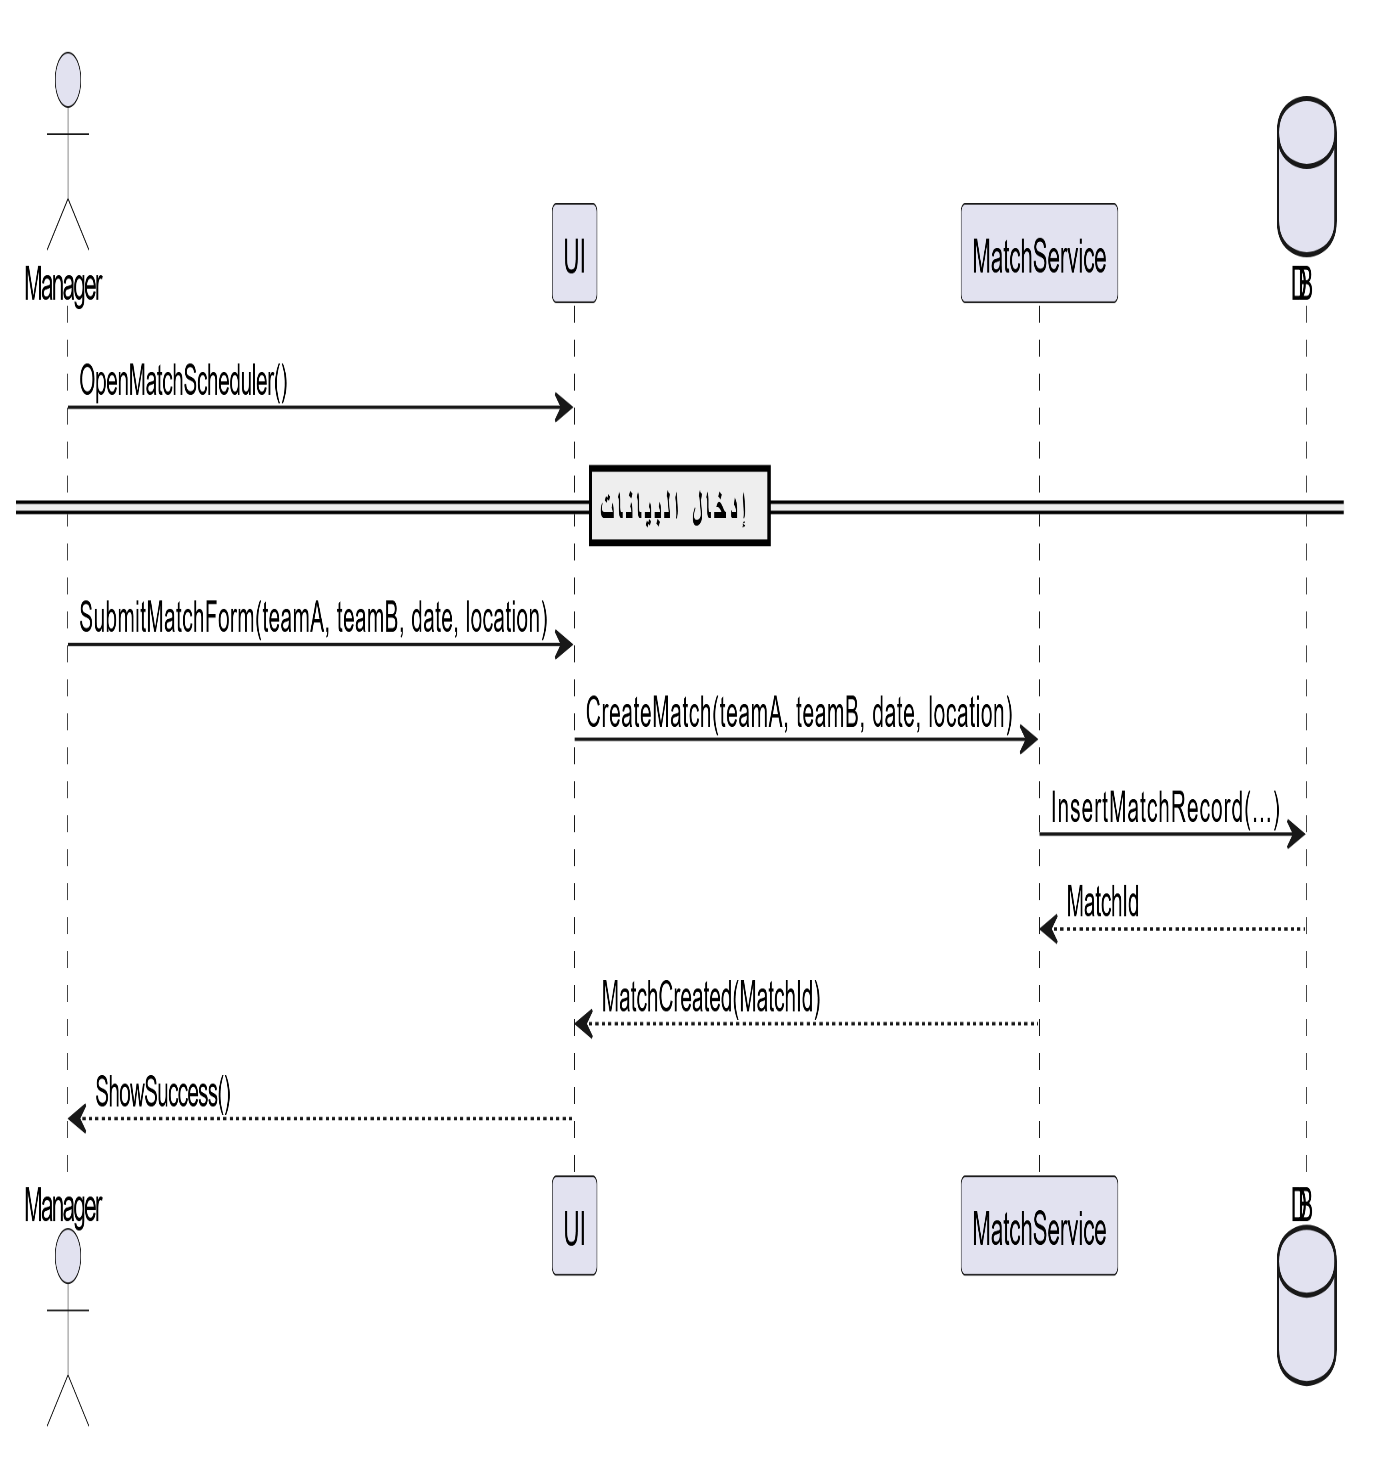 Manager
UI
MatchService
DB
OpenMatchScheduler()
إدخال البيانات
SubmitMatchForm(teamA, teamB, date, location)
CreateMatch(teamA, teamB, date, location)
InsertMatchRecord(...)
MatchId
MatchCreated(MatchId)
ShowSuccess()
Manager
UI
MatchService
DB